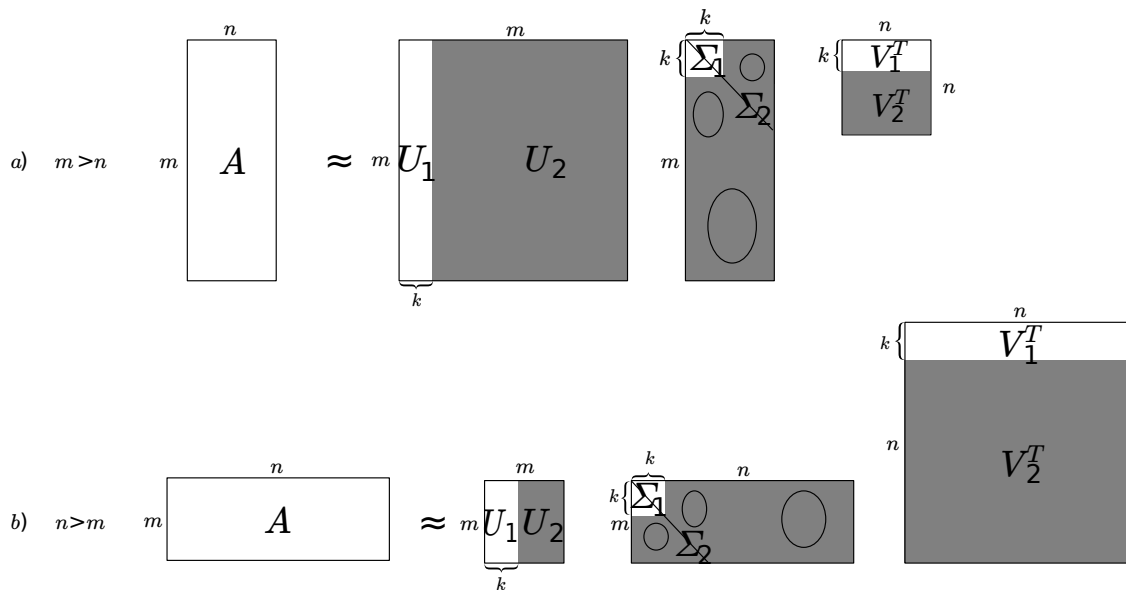 n
m
k
n
k
V₁ᵀ
k
Σ₁
n
V₂ᵀ
Σ₂
a) m>n m A ≈ m U₁ U₂ m
k
n
k
V₁ᵀ
n
V₂ᵀ
n
m
k
n
k
Σ₁
b) n>m m A ≈ m U₁ U₂ m
Σ₂
k